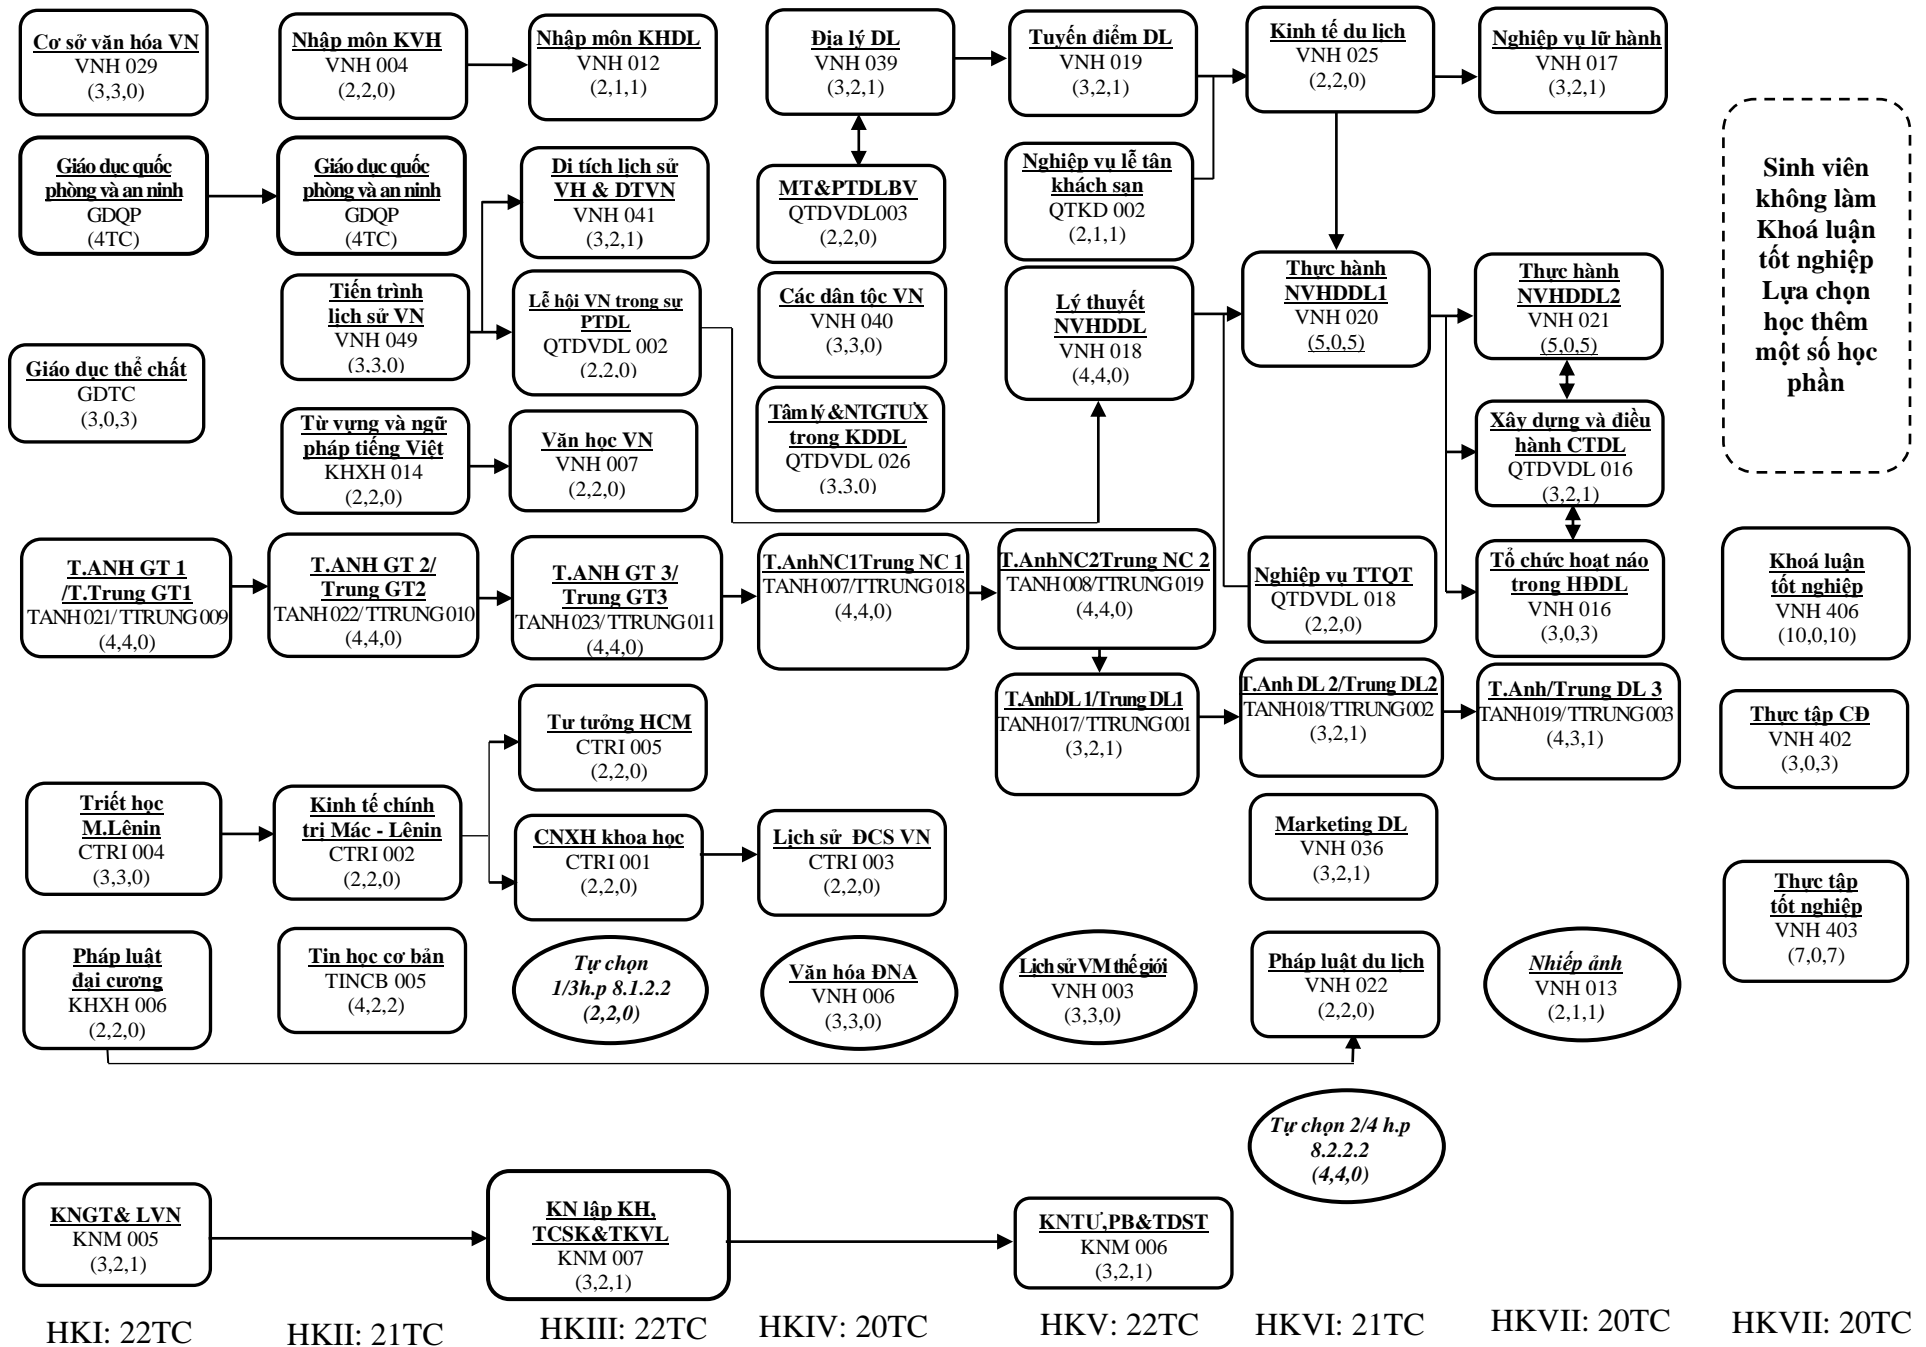 Cơ sở văn hóa VN
VNH 029
(3,3,0)
Nhập môn KVH
VNH 004
(2,2,0)
Nhập môn KHDL
VNH 012
(2,1,1)
Địa lý DL
VNH 039
(3,2,1)
Tuyến điểm DL
VNH 019
(3,2,1)
Kinh tế du lịch
VNH 025
(2,2,0)
Nghiệp vụ lữ hành
VNH 017
(3,2,1)
Sinh viên
không làm
Khoá luận
tốt nghiệp
Lựa chọn
học thêm
một số học
phần
Giáo dục quốc
phòng và an ninh
GDQP
(4TC)
Giáo dục quốc
phòng và an ninh
GDQP
(4TC)
Di tích lịch sử
VH & DTVN
VNH 041
(3,2,1)
MT&PTDLBV
QTDVDL003
(2,2,0)
Nghiệp vụ lễ tân
khách sạn
QTKD 002
(2,1,1)
Tiến trình
lịch sử VN
VNH 049
(3,3,0)
Lễ hội VN trong sự
PTDL
QTDVDL 002
(2,2,0)
Các dân tộc VN
VNH 040
(3,3,0)
Lý thuyết
NVHDDL
VNH 018
(4,4,0)
Thực hành
NVHDDL1
VNH 020
(5,0,5)
Thực hành
NVHDDL2
VNH 021
(5,0,5)
Giáo dục thể chất
GDTC
(3,0,3)
Từ vựng và ngữ
pháp tiếng Việt
KHXH 014
(2,2,0)
Văn học VN
VNH 007
(2,2,0)
Tâm lý &NTGTƯX
trong KDDL
QTDVDL 026
(3,3,0)
Xây dựng và điều
hành CTDL
QTDVDL 016
(3,2,1)
T.ANH GT 1
/T.Trung GT1
TANH 021/ TTRUNG 009
(4,4,0)
T.ANH GT 2/
Trung GT2
TANH 022/ TTRUNG 010
(4,4,0)
T.ANH GT 3/
Trung GT3
TANH 023/ TTRUNG 011
(4,4,0)
T.AnhNC1Trung NC 1
TANH 007/TTRUNG 018
(4,4,0)
T.AnhNC2Trung NC 2
TANH 008/TTRUNG 019
(4,4,0)
Nghiệp vụ TTQT
QTDVDL 018
(2,2,0)
Tổ chức hoạt náo
trong HĐDL
VNH 016
(3,0,3)
Khoá luận
tốt nghiệp
VNH 406
(10,0,10)
T.AnhDL 1/Trung DL1
TANH 017/TTRUNG 001
(3,2,1)
T.Anh DL 2/Trung DL2
TANH 018/TTRUNG 002
(3,2,1)
T.Anh/Trung DL 3
TANH 019/ TTRUNG 003
(4,3,1)
Thực tập CĐ
VNH 402
(3,0,3)
Tư tưởng HCM
CTRI 005
(2,2,0)
Triết học
M.Lênin
CTRI 004
(3,3,0)
Kinh tế chính
trị Mác - Lênin
CTRI 002
(2,2,0)
CNXH khoa học
CTRI 001
(2,2,0)
Lịch sử ĐCS VN
CTRI 003
(2,2,0)
Marketing DL
VNH 036
(3,2,1)
Thực tập
tốt nghiệp
VNH 403
(7,0,7)
Pháp luật
đại cương
KHXH 006
(2,2,0)
Tin học cơ bản
TINCB 005
(4,2,2)
Tự chọn
1/3h.p 8.1.2.2
(2,2,0)
Văn hóa ĐNA
VNH 006
(3,3,0)
Lịch sử VM thế giới
VNH 003
(3,3,0)
Pháp luật du lịch
VNH 022
(2,2,0)
Nhiếp ảnh
VNH 013
(2,1,1)
Tự chọn 2/4 h.p
8.2.2.2
(4,4,0)
KNGT& LVN
KNM 005
(3,2,1)
KN lập KH,
TCSK&TKVL
KNM 007
(3,2,1)
KNTƯ,PB&TDST
KNM 006
(3,2,1)
HKI: 22TC
HKII: 21TC
HKIII: 22TC
HKIV: 20TC
HKV: 22TC
HKVI: 21TC
HKVII: 20TC
HKVII: 20TC